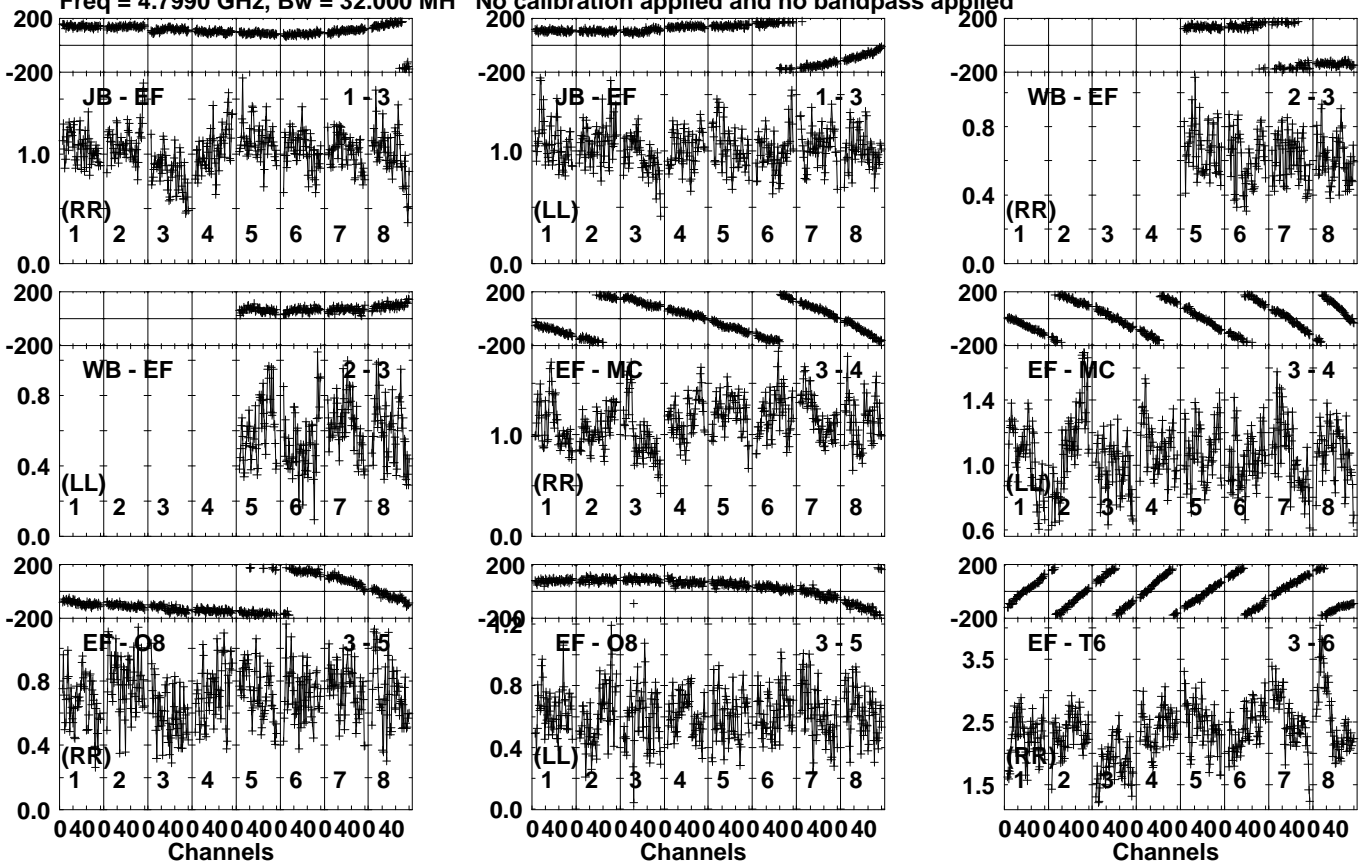 Freq = 4.7990 GHz, Bw = 32.000 MH No calibration applied and no bandpass applied
200 200 200
-200 -200 -200
JB - EF 1 - 3 JB - EF 1 - 3 WB - EF 2 - 3
0.8
1.0 1.0
0.4
(RR) (LL) (RR)
1 2 3 4 5 6 7 8 1 2 3 4 5 6 7 8 1 2 3 4 5 6 7 8
0.0 0.0 0.0
200 200 200
-200 -200 -200
WB - EF 2 - 3 EF - MC 3 - 4 EF - MC 3 - 4
0.8 1.4
1.0 1.0
0.4
(LL) (RR) (LL)
1 2 3 4 5 6 7 8 1 2 3 4 5 6 7 8 1 2 3 4 5 6 7 8
0.6
0.0 0.0
200 200 200
-200 -200 -200
1.2
EF - O8 3 - 5 EF - O8 3 - 5 EF - T6 3 - 6
3.5
0.8 0.8
2.5
0.4 0.4
(RR) (LL) (RR)
1 2 3 4 5 6 7 8 1 2 3 4 5 6 7 8 1 2 3 4 5 6 7 8
1.5
0.0 0.0
0 40 0 40 0 40 0 40 0 40 0 40 0 40 0 40 0 40 0 40 0 40 0 40 0 40 0 40 0 40 0 40 0 40 0 40 0 40 0 40 0 40 0 40 0 40 0 40
Channels Channels Channels